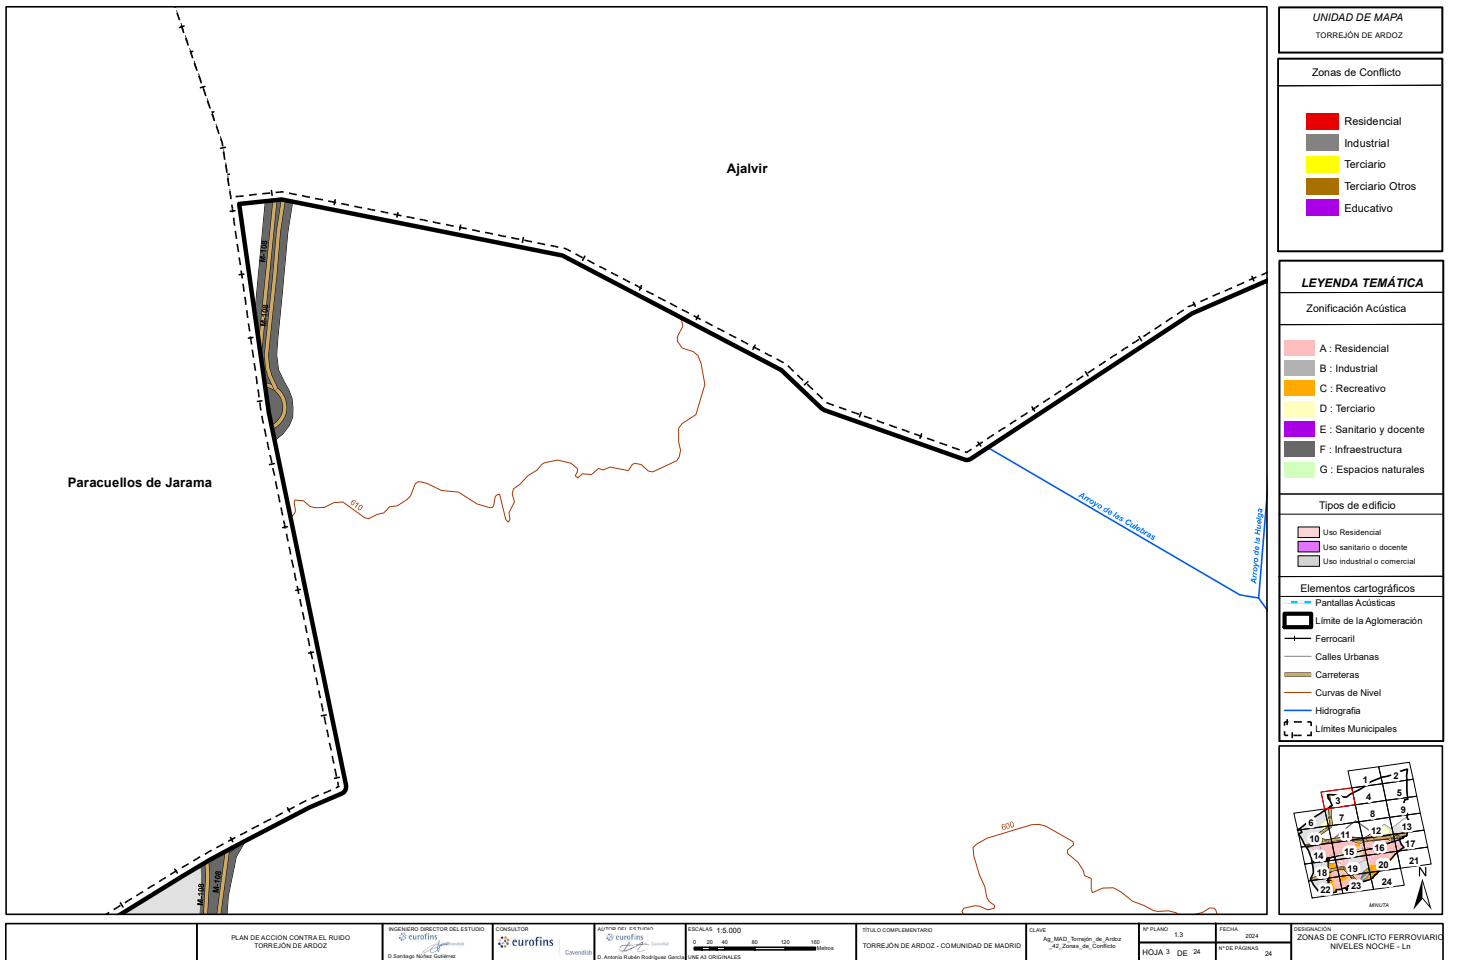 UNIDAD DE MAPA
TORREJÓN DE ARDOZ
Zonas de Conflicto
Residencial
Industrial
Terciario
Terciario Otros
Educativo
LEYENDA TEMÁTICA
Zonificación Acústica
A : Residencial
B : Industrial
C : Recreativo
D : Terciario
E : Sanitario y docente
F : Infraestructura
G : Espacios naturales
Tipos de edificio
Uso Residencial
Uso sanitario o docente
Uso industrial o comercial
Elementos cartográficos
Pantallas Acústicas
Límite de la Aglomeración
Ferrocaril
Calles Urbanas
Carreteras
Curvas de Nivel
Hidrografia
Límites Municipales
Ajalvir
M-108
M-108
Paracuellos de Jarama
610
Arroyo de las Culebras
Arroyo de la Huelga
600
M-108
M-108
1
2
3
4
5
6
7
8
9
10
11
12
13
14
15
16
17
18
19
20
21
22
23
24
N
MINUTA
PLAN DE ACCION CONTRA EL RUIDO
TORREJÓN DE ARDOZ
INGENIERO DIRECTOR DEL ESTUDIO
eurofins
D.Santiago Núñez Gutiérrez
CONSULTOR
eurofins
Cavendish
AUTOR DEL ESTUDIO
eurofins
D. Antonio Rubén Rodríguez García
ESCALAS 1:5.000
0 20 40 80 120 160
Metros
UNE A3 ORIGINALES
TÍTULO COMPLEMENTARIO
TORREJÓN DE ARDOZ - COMUNIDAD DE MADRID
CLAVE
Ag_MAD_Torrejón_de_Ardoz
_42_Zonas_de_Conflicto
Nº PLANO
1.3
HOJA 3 DE 24
FECHA
2024
Nº DE PÁGINAS 24
DESIGNACIÓN
ZONAS DE CONFLICTO FERROVIARIO
NIVELES NOCHE - Ln